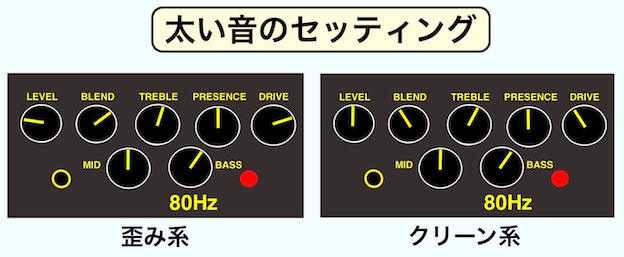 太い音のセッティング
LEVEL BLEND TREBLE PRESENCE DRIVE
MID BASS
80Hz
歪み系
LEVEL BLEND TREBLE PRESENCE DRIVE
MID BASS
80Hz
クリーン系